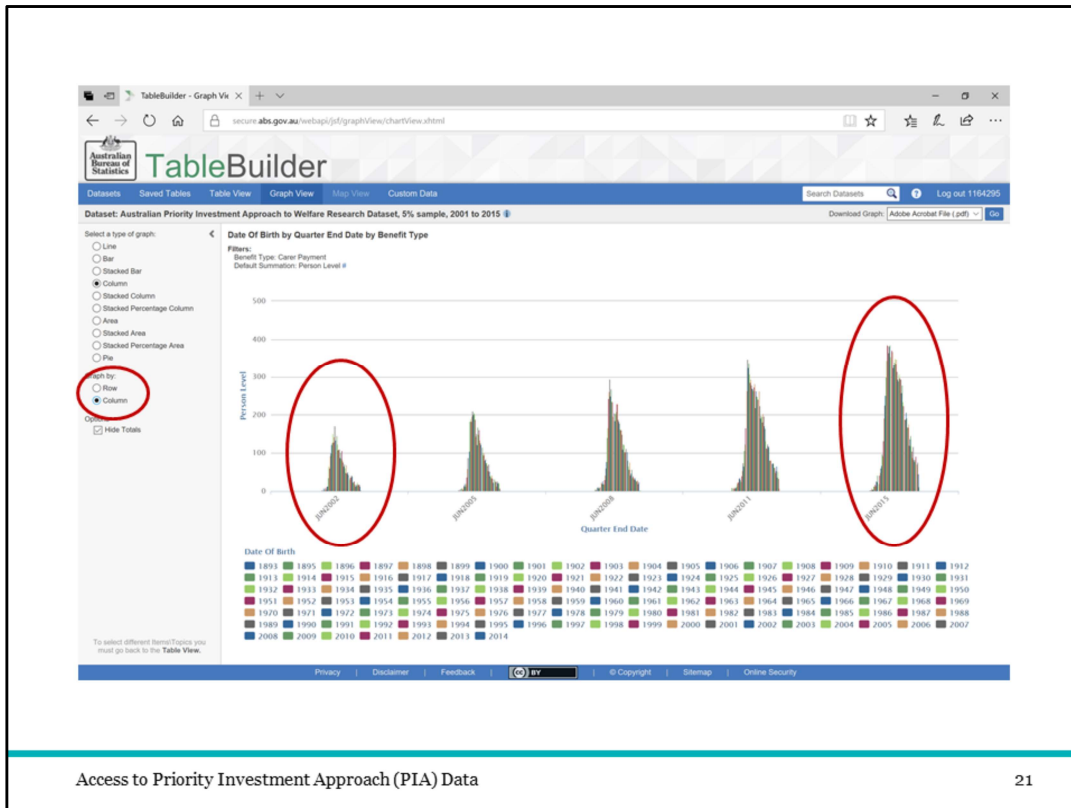 TableBuilder - Graph Vie
secure.abs.gov.au/webapi/jsf/graphView/chartView.xhtml
Australian
Bureau of
Statistics
TableBuilder
Datasets Saved Tables Table View Graph View Map View Custom Data Search Datasets Log out 1164295
Dataset: Australian Priority Investment Approach to Welfare Research Dataset, 5% sample, 2001 to 2015 Download Graph: Adobe Acrobat File (.pdf) Go
Select a type of graph:
Line
Bar
Stacked Bar
Column
Stacked Column
Stacked Percentage Column
Area
Stacked Area
Stacked Percentage Area
Pie
Graph by:
Row
Column
Options:
Hide Totals
To select different Items\Topics you
must go back to the Table View.
Date Of Birth by Quarter End Date by Benefit Type
Filters:
Benefit Type: Carer Payment
Default Summation: Person Level #
Person Level
500
400
300
200
100
0
JUN2002 JUN2005 JUN2008 JUN2011 JUN2015
Quarter End Date
Date Of Birth
1893 1895 1896 1897 1898 1899 1900 1901 1902 1903 1904 1905 1906 1907 1908 1909 1910 1911 1912
1913 1914 1915 1916 1917 1918 1919 1920 1921 1922 1923 1924 1925 1926 1927 1928 1929 1930 1931
1932 1933 1934 1935 1936 1937 1938 1939 1940 1941 1942 1943 1944 1945 1946 1947 1948 1949 1950
1951 1952 1953 1954 1955 1956 1957 1958 1959 1960 1961 1962 1963 1964 1965 1966 1967 1968 1969
1970 1971 1972 1973 1974 1975 1976 1977 1978 1979 1980 1981 1982 1983 1984 1985 1986 1987 1988
1989 1990 1991 1992 1993 1994 1995 1996 1997 1998 1999 2000 2001 2002 2003 2004 2005 2006 2007
2008 2009 2010 2011 2012 2013 2014
Privacy | Disclaimer | Feedback | (cc) BY | © Copyright | Sitemap | Online Security
Access to Priority Investment Approach (PIA) Data 21